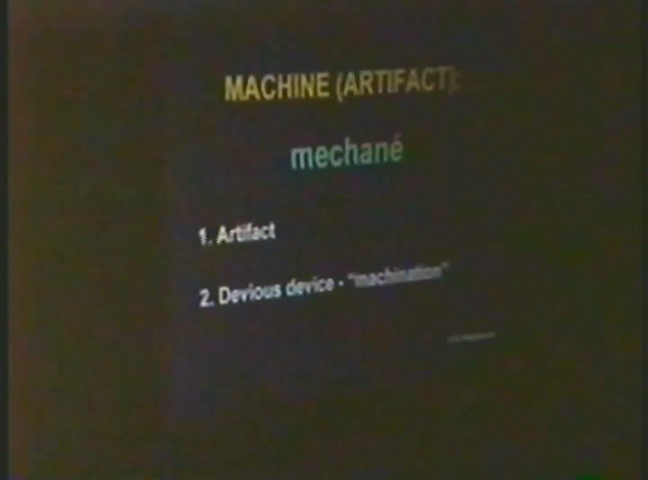 MACHINE (ARTIFACT):
mechané
1. Artifact
2. Devious device - "machination"